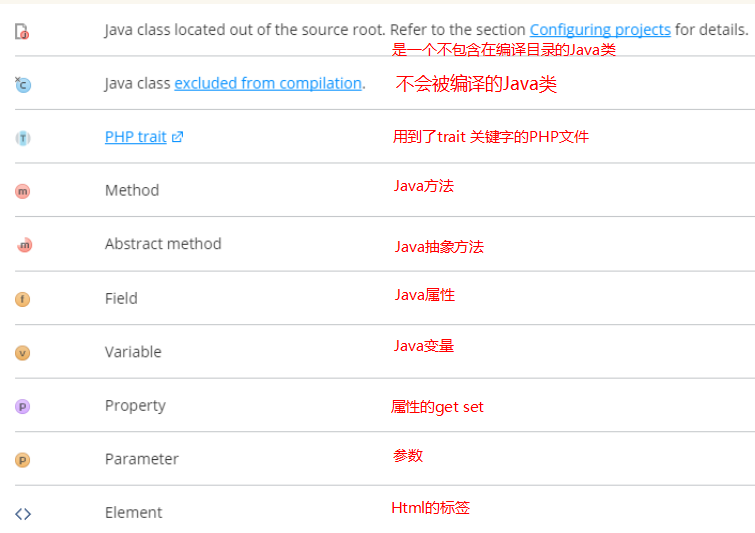 Java class located out of the source root. Refer to the section Configuring projects for details.
是一个不包含在编译目录的Java类
Java class excluded from compilation.
不会被编译的Java类
PHP trait
用到了trait 关键字的PHP文件
Method
Java方法
Abstract method
Java抽象方法
Field
Java属性
Variable
Java变量
Property
属性的get set
Parameter
参数
Element
Html的标签